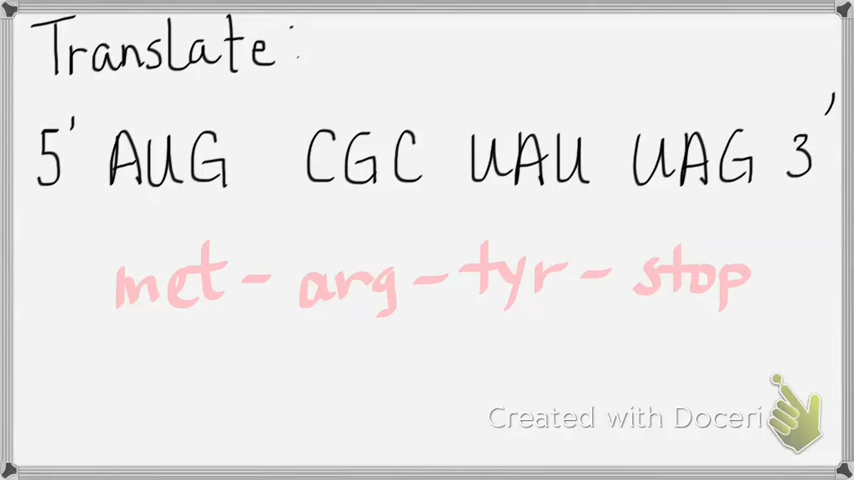 Translate:
5' AUG CGC UAU UAG 3'
met - arg - tyr - stop
Created with Doceri